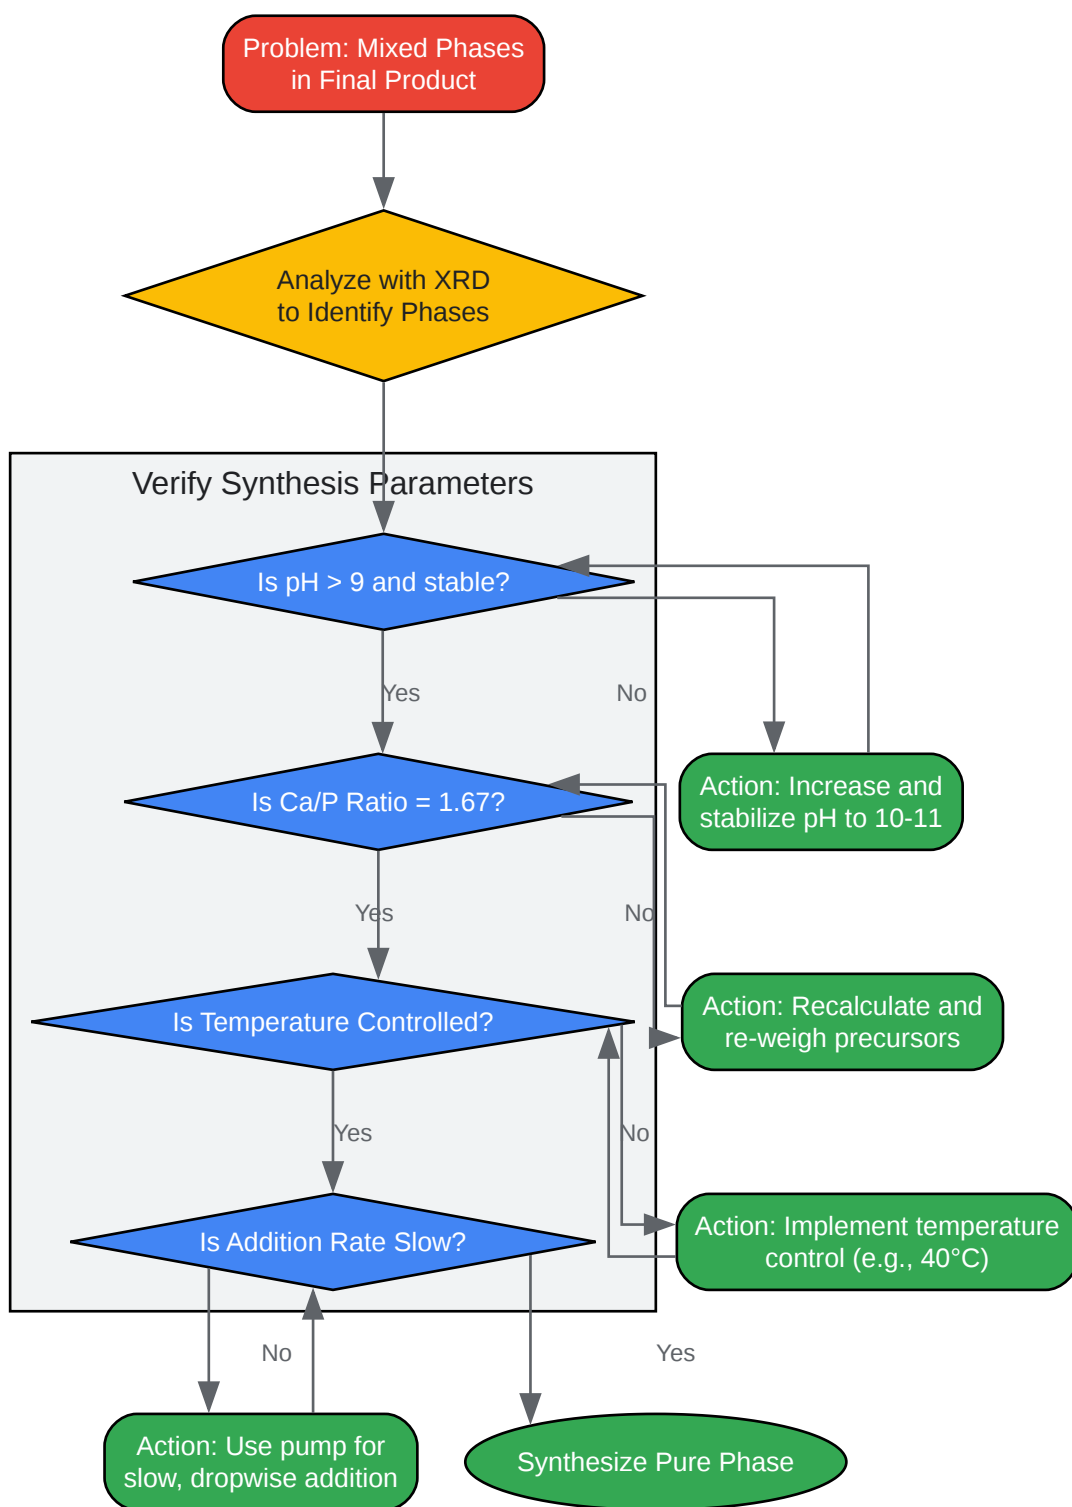 Problem: Mixed Phases
in Final Product
Analyze with XRD
to Identify Phases
Verify Synthesis Parameters
Is pH > 9 and stable?
Yes
No
Is Ca/P Ratio = 1.67?
Action: Increase and
stabilize pH to 10-11
Yes
No
Is Temperature Controlled?
Action: Recalculate and
re-weigh precursors
Yes
No
Is Addition Rate Slow?
Action: Implement temperature
control (e.g., 40°C)
No
Yes
Action: Use pump for
slow, dropwise addition
Synthesize Pure Phase